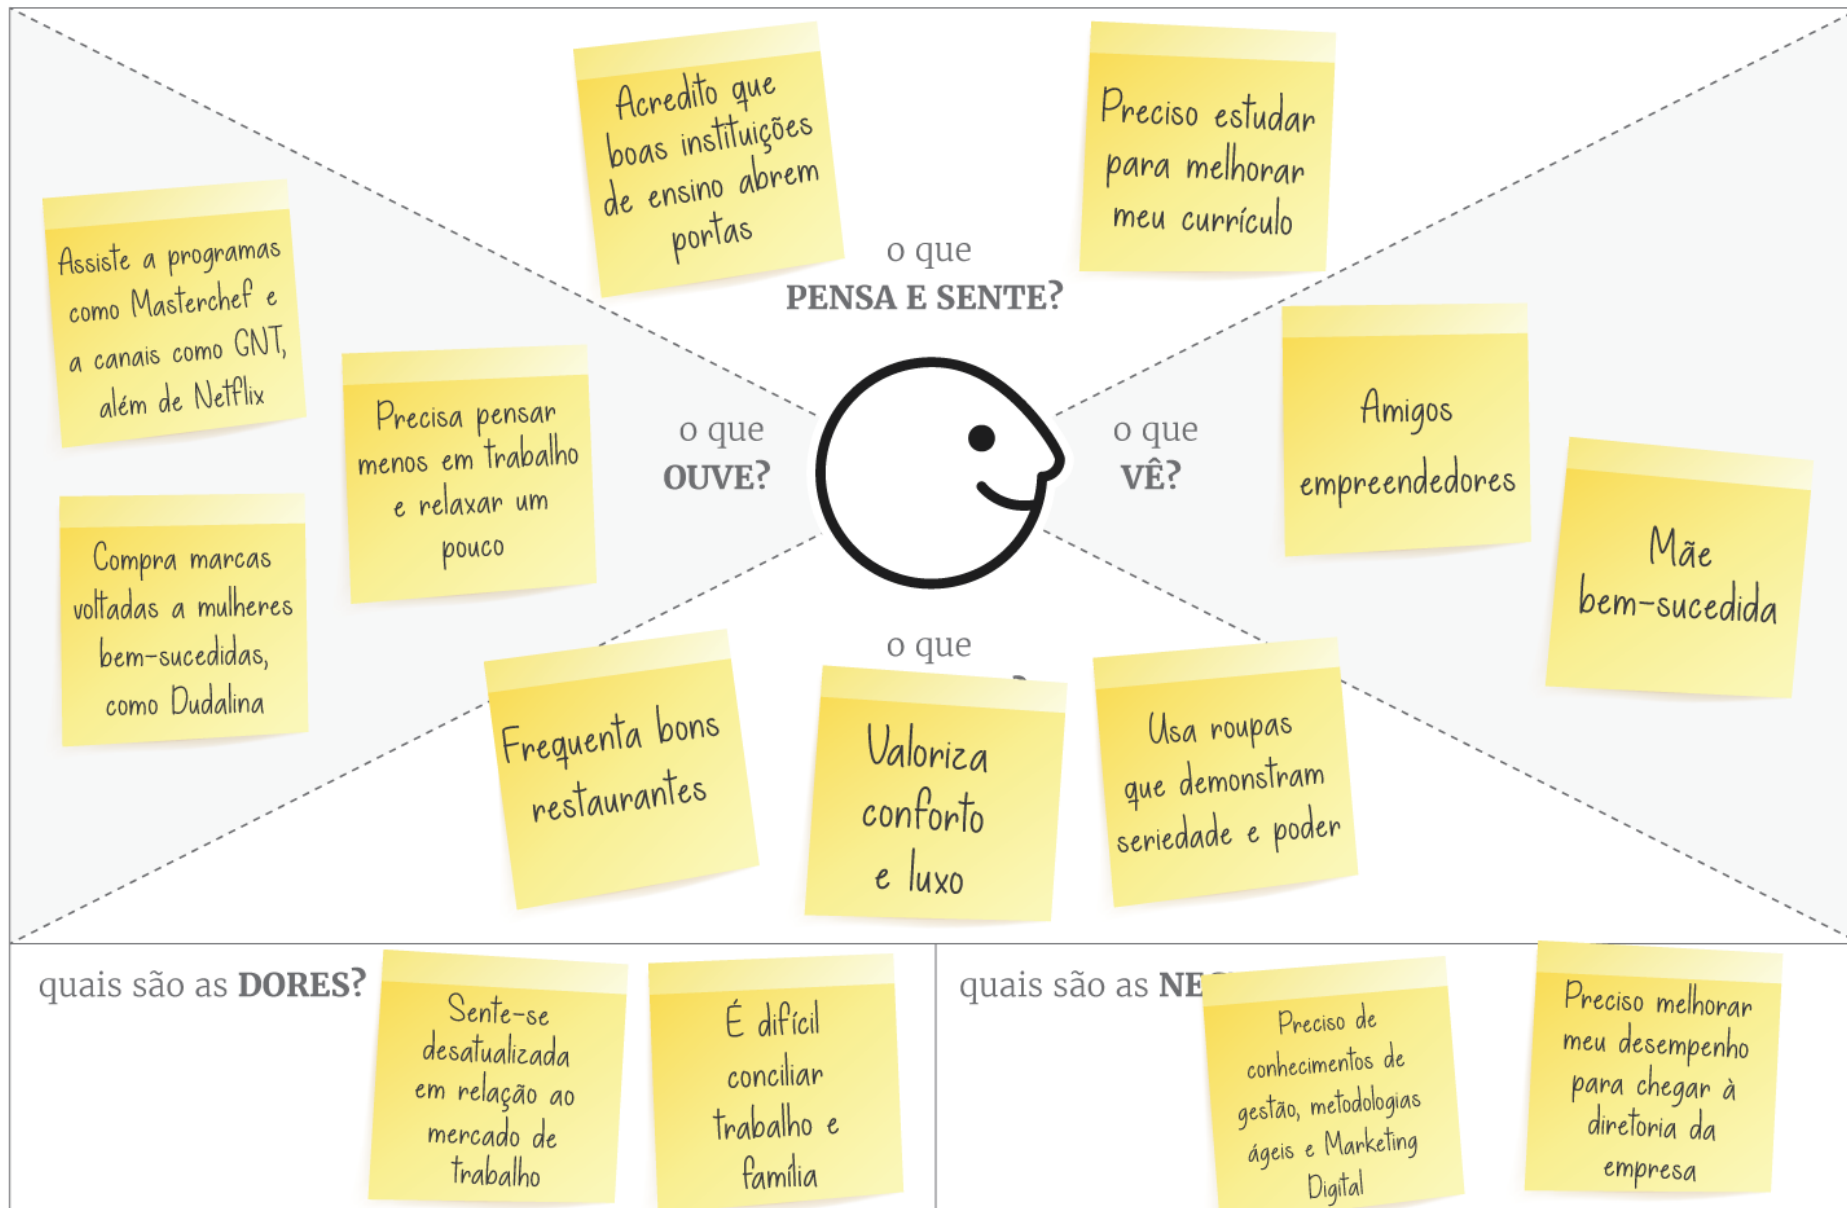 Acredito que
boas instituições
de ensino abrem
portas
Preciso estudar
para melhorar
meu currículo
o que
PENSA E SENTE?
Assiste a programas
como Masterchef e
a canais como GNT,
além de Netflix
Precisa pensar
menos em trabalho
e relaxar um
pouco
Compra marcas
voltadas a mulheres
bem-sucedidas,
como Dudalina
o que
OUVE?
o que
VÊ?
Amigos
empreendedores
Mãe
bem-sucedida
o que
Frequenta bons
restaurantes
Valoriza
conforto
e luxo
Usa roupas
que demonstram
seriedade e poder
quais são as DORES?
Sente-se
desatualizada
em relação ao
mercado de
trabalho
É difícil
conciliar
trabalho e
família
quais são as
Preciso de
conhecimentos de
gestão, metodologias
ágeis e Marketing
Digital
Preciso melhorar
meu desempenho
para chegar à
diretoria da
empresa